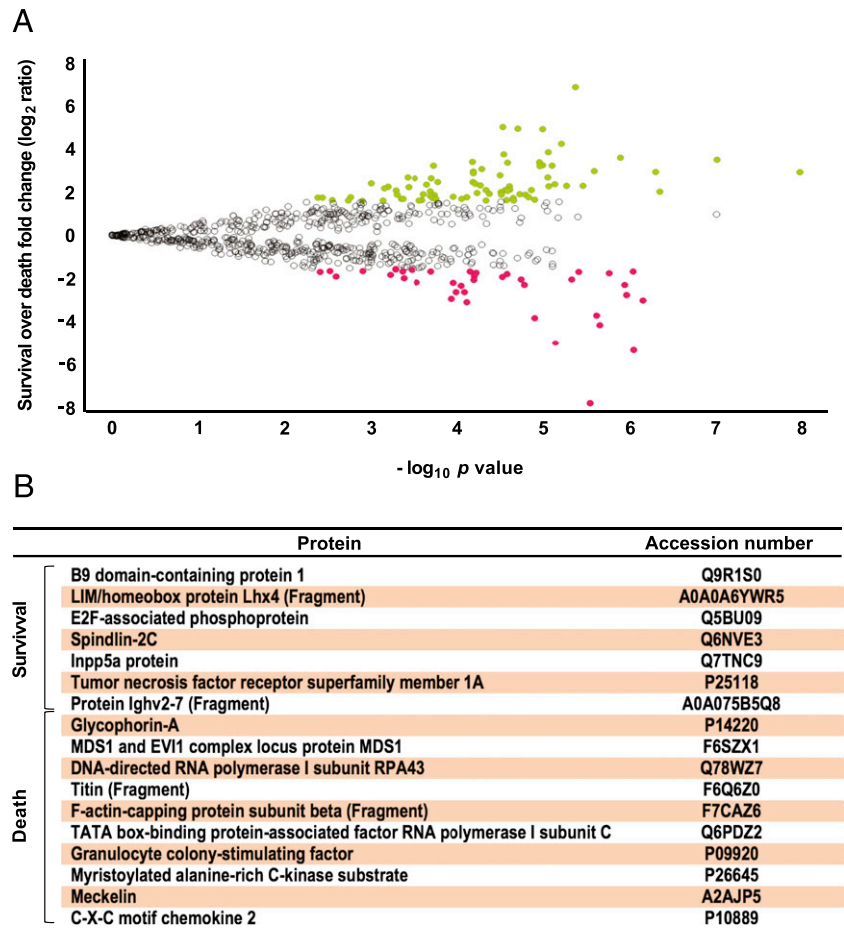 A
Survival over death fold change (log2 ratio)
8
6
4
2
0
-2
-4
-6
-8
0 1 2 3 4 5 6 7 8
- log10 p value
B
Protein Accession number
Survivval
B9 domain-containing protein 1 Q9R1S0
LIM/homeobox protein Lhx4 (Fragment) A0A0A6YWR5
E2F-associated phosphoprotein Q5BU09
Spindlin-2C Q6NVE3
Inpp5a protein Q7TNC9
Tumor necrosis factor receptor superfamily member 1A P25118
Protein Ighv2-7 (Fragment) A0A075B5Q8
Death
Glycophorin-A P14220
MDS1 and EVI1 complex locus protein MDS1 F6SZX1
DNA-directed RNA polymerase I subunit RPA43 Q78WZ7
Titin (Fragment) F6Q6Z0
F-actin-capping protein subunit beta (Fragment) F7CAZ6
TATA box-binding protein-associated factor RNA polymerase I subunit C Q6PDZ2
Granulocyte colony-stimulating factor P09920
Myristoylated alanine-rich C-kinase substrate P26645
Meckelin A2AJP5
C-X-C motif chemokine 2 P10889